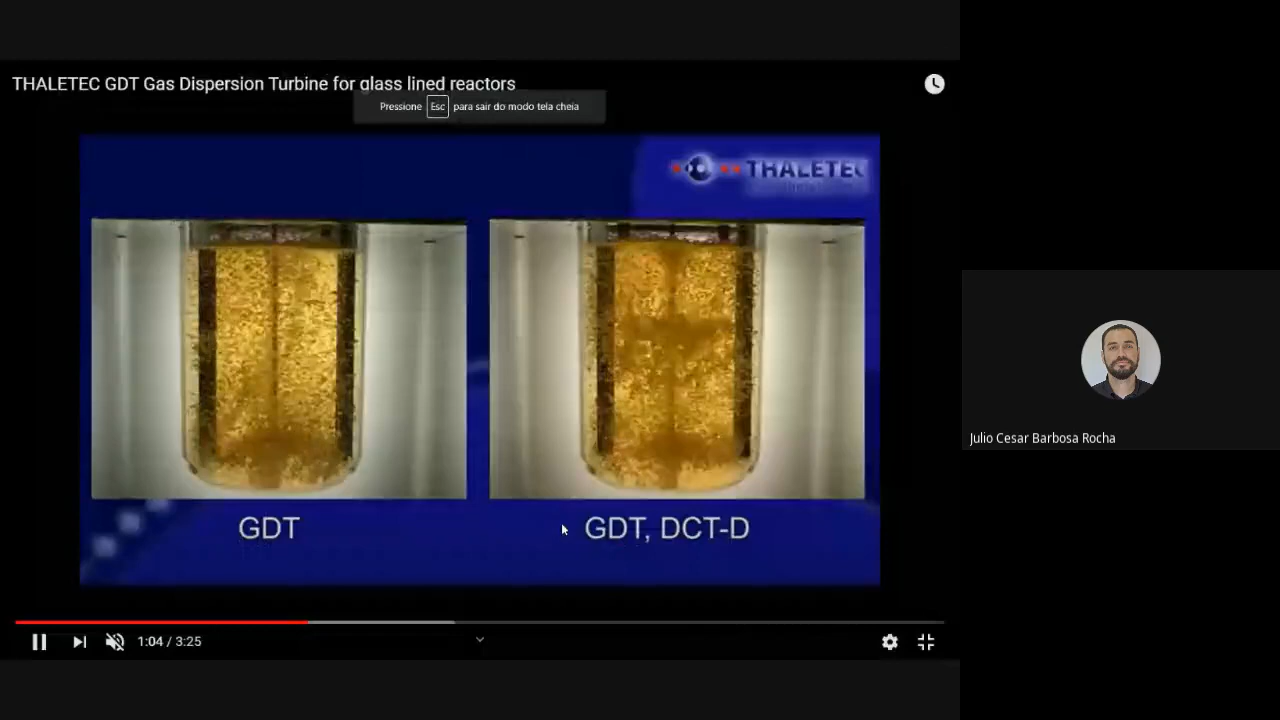 THALETEC GDT Gas Dispersion Turbine for glass lined reactors
Pressione Esc para sair do modo tela cheia
THALETEC
GDT
GDT, DCT-D
1:04 / 3:25
Julio Cesar Barbosa Rocha